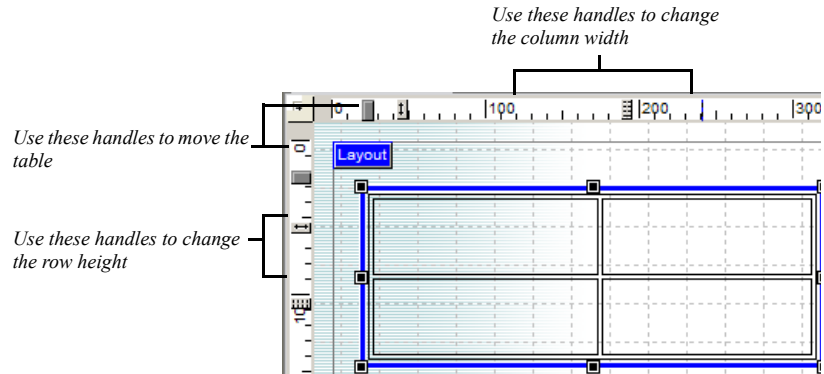 Use these handles to change
the column width
0
100
200
300
Use these handles to move the
table
0
Layout
Use these handles to change
the row height
10